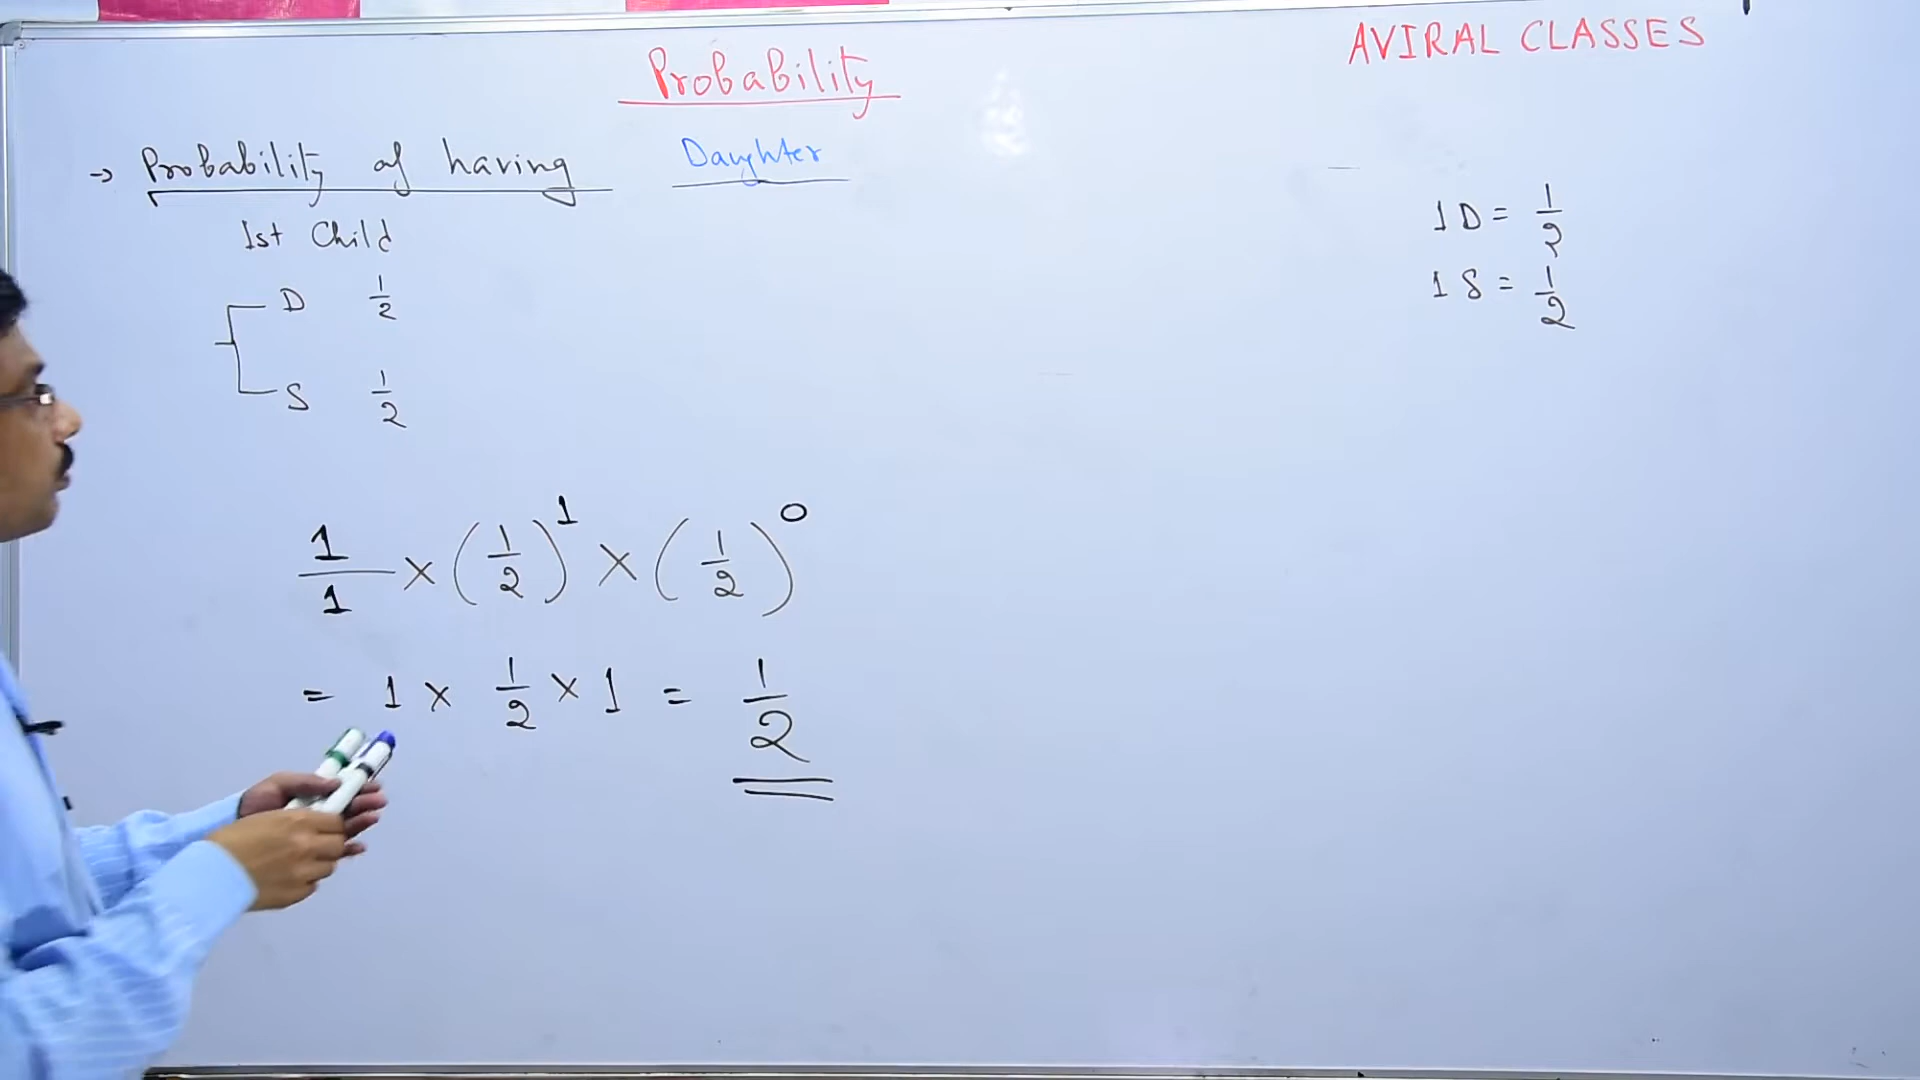 AVIRAL CLASSES
Probability
→ Probability of having Daughter
1st Child
D 1/2
S 1/2
1D = 1/2
1S = 1/2
1/1 × (1/2)^1 × (1/2)^0
= 1 × 1/2 × 1 = 1/2